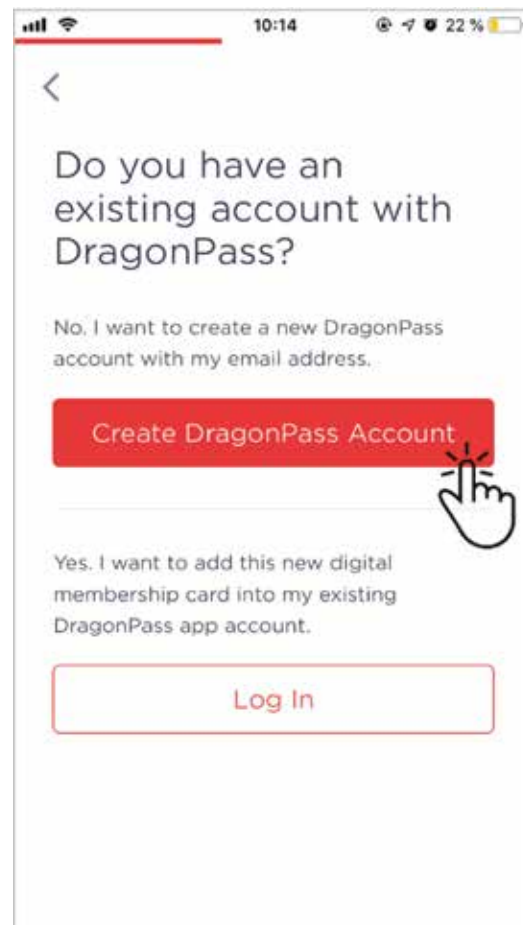 10:14
22 %
Do you have an
existing account with
DragonPass?
No. I want to create a new DragonPass
account with my email address.
Create DragonPass Account
Yes. I want to add this new digital
membership card into my existing
DragonPass app account.
Log In